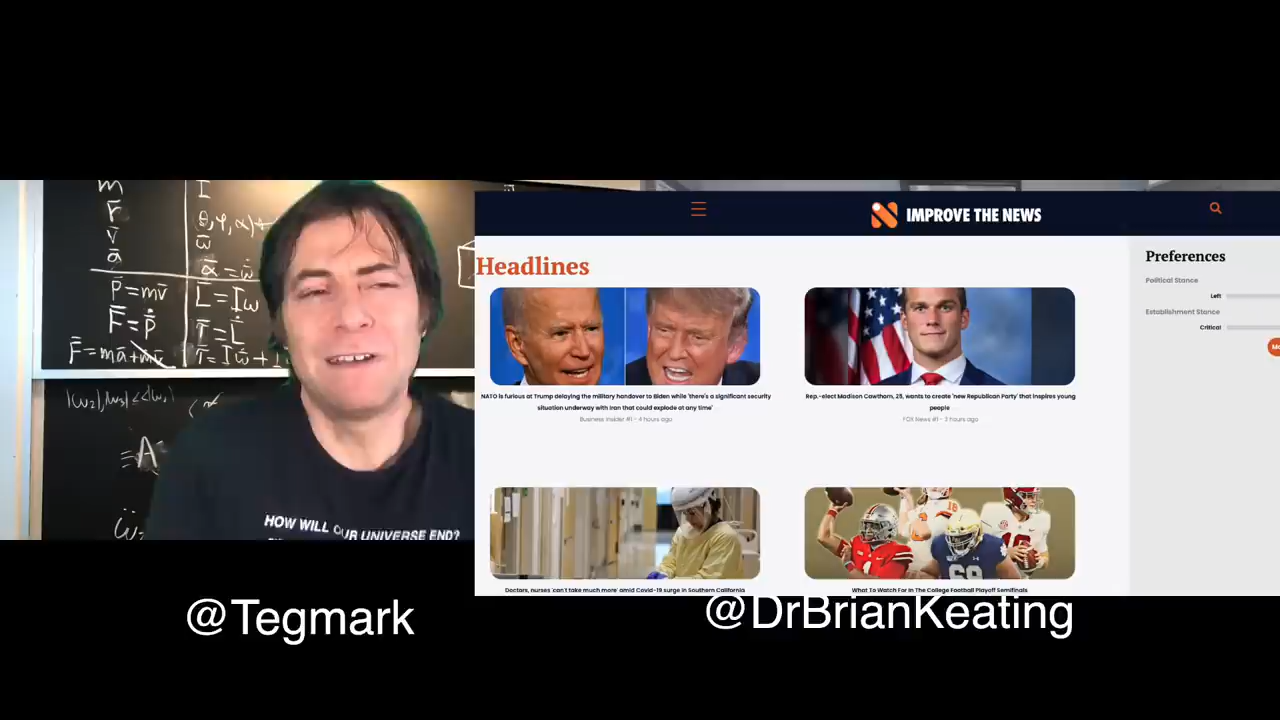 m
r̄
v̄
ā
P̄=mv̄
F̄=ṗ
I
ω̄
L̄=Iω
HOW WILL OUR UNIVERSE END?
IMPROVE THE NEWS
Headlines
NATO is furious at Trump delaying the military handover to Biden while 'there's a significant security
situation underway with Iran that could explode at any time'
Business Insider #1 - 4 hours ago
Rep.-elect Madison Cawthorn, 25, wants to create 'new Republican Party' that inspires young
people
FOX News #1 - 3 hours ago
Doctors, nurses 'can't take much more' amid Covid-19 surge in Southern California
What To Watch For In The College Football Playoff Semifinals
Preferences
Political Stance
Left
Establishment Stance
Critical
@Tegmark
@DrBrianKeating